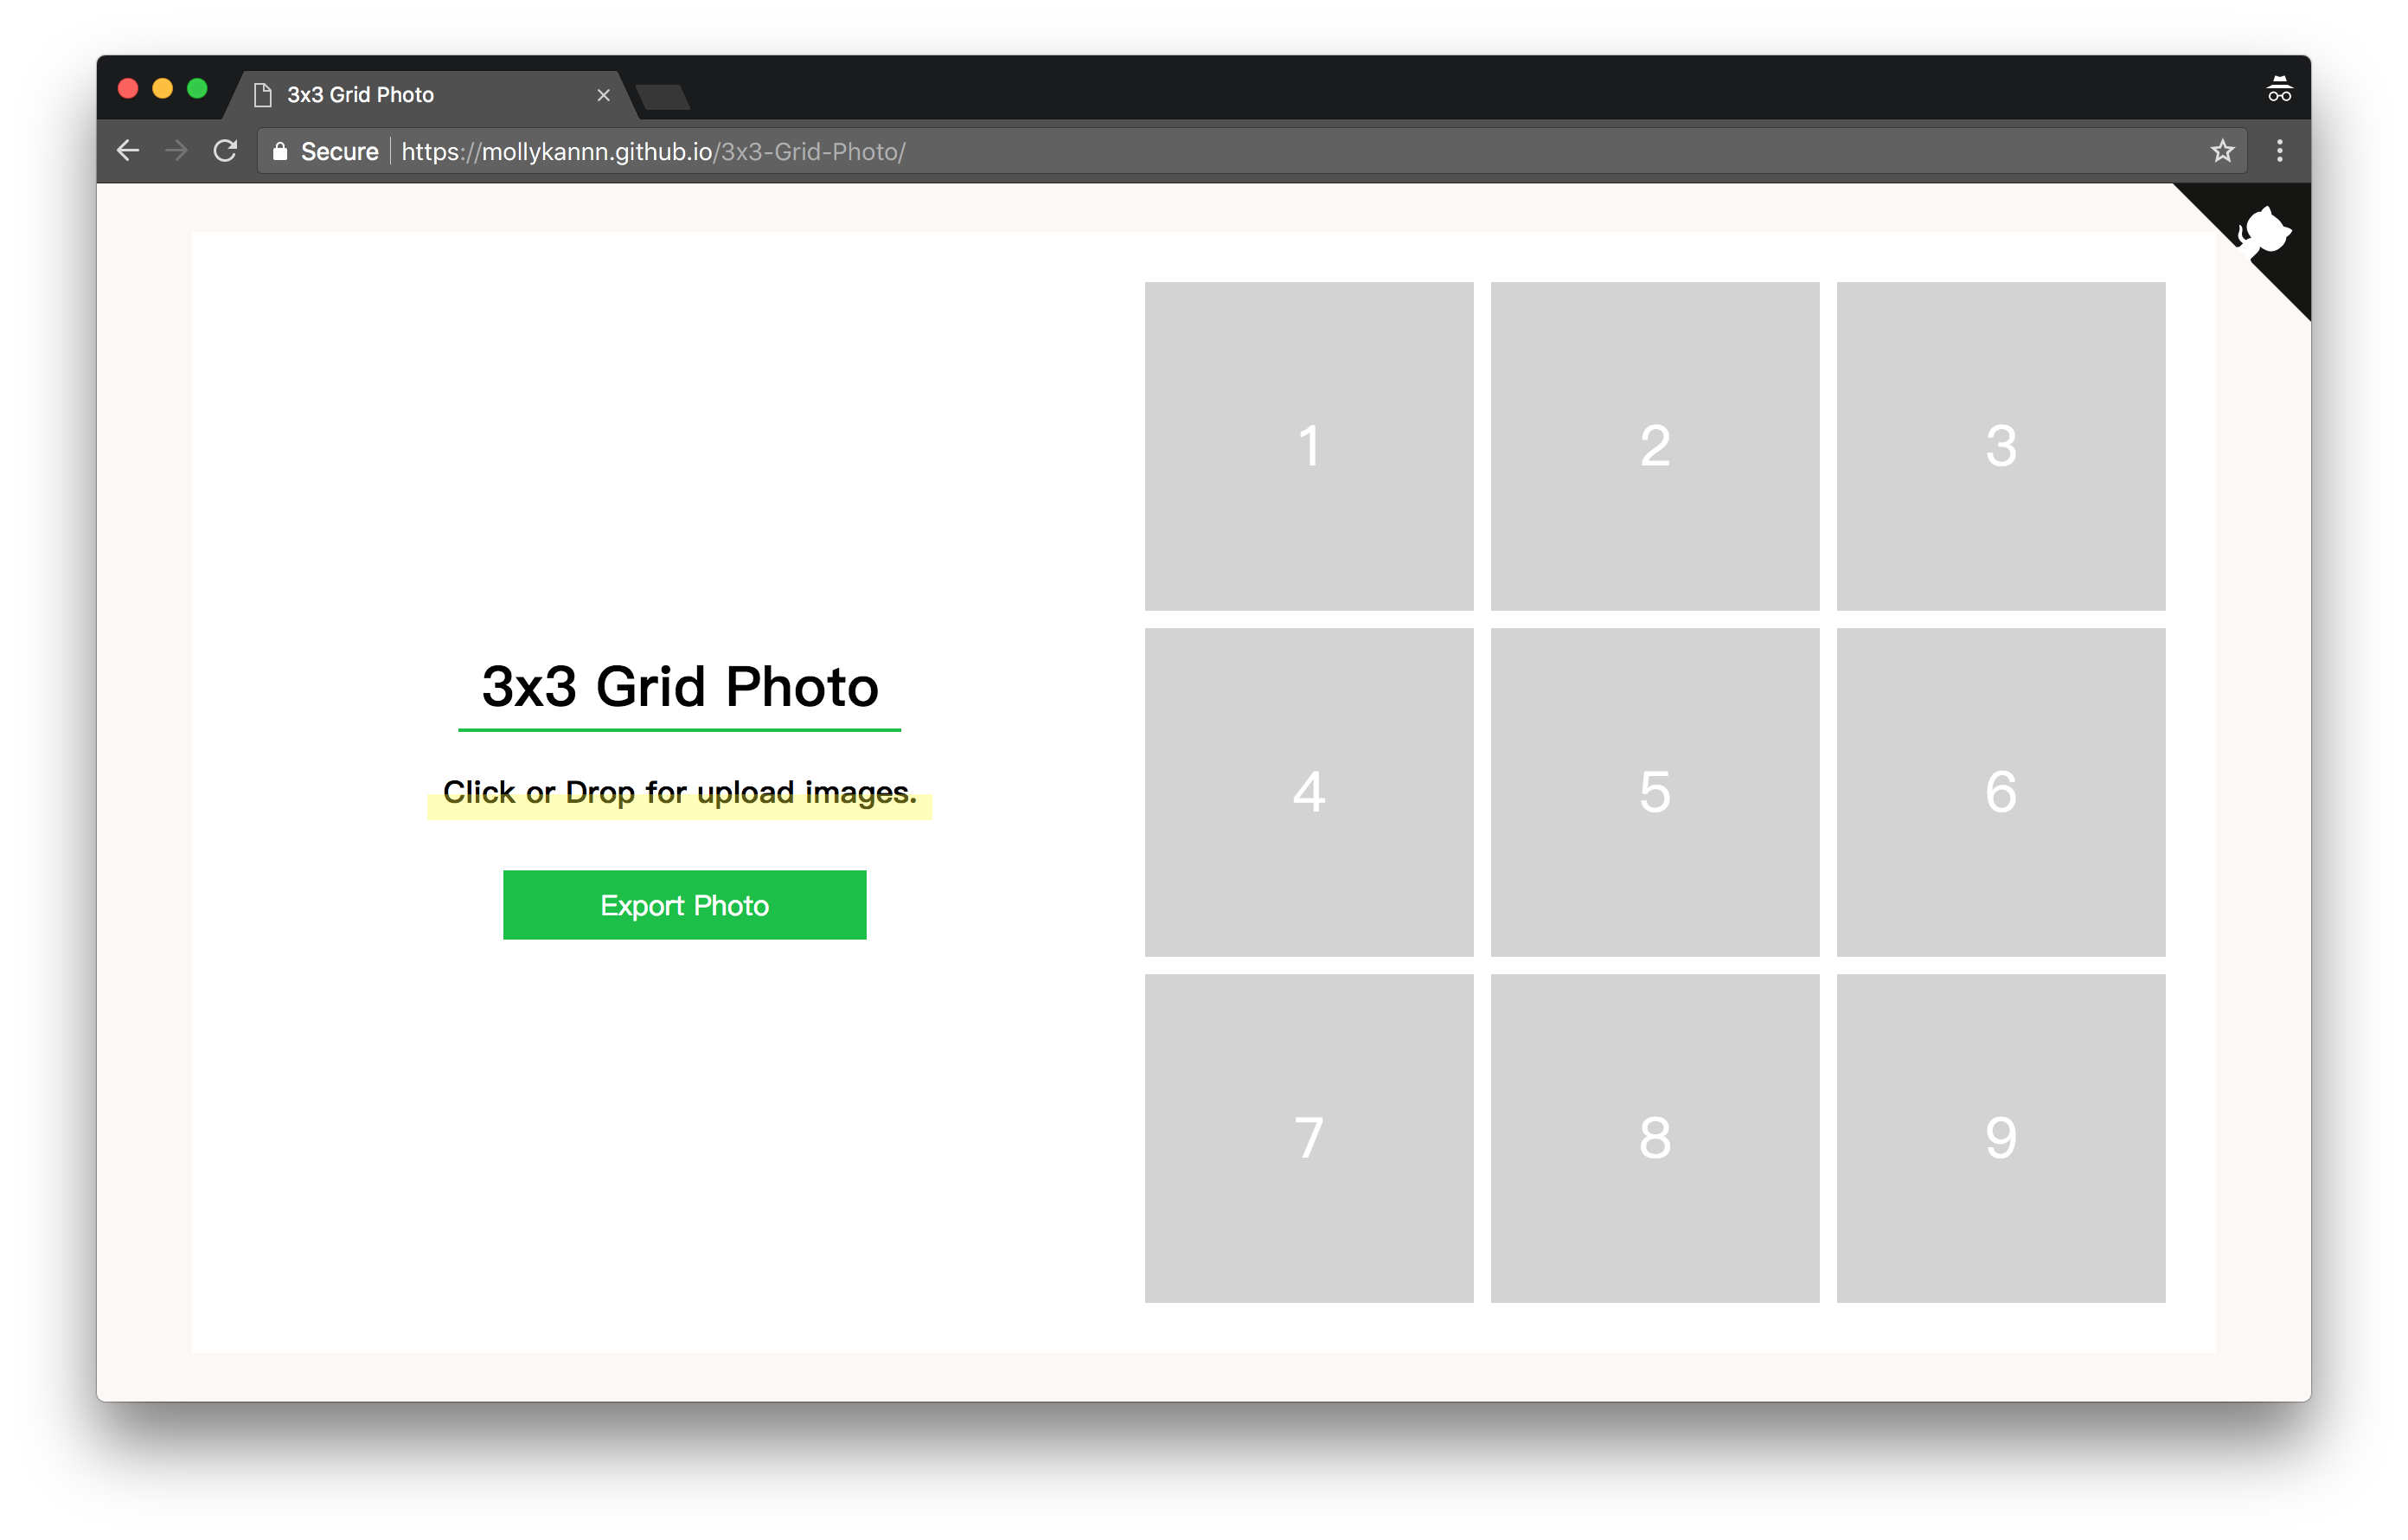 3x3 Grid Photo
Secure https://mollykannn.github.io/3x3-Grid-Photo/
3x3 Grid Photo
Click or Drop for upload images.
Export Photo
1 2 3
4 5 6
7 8 9